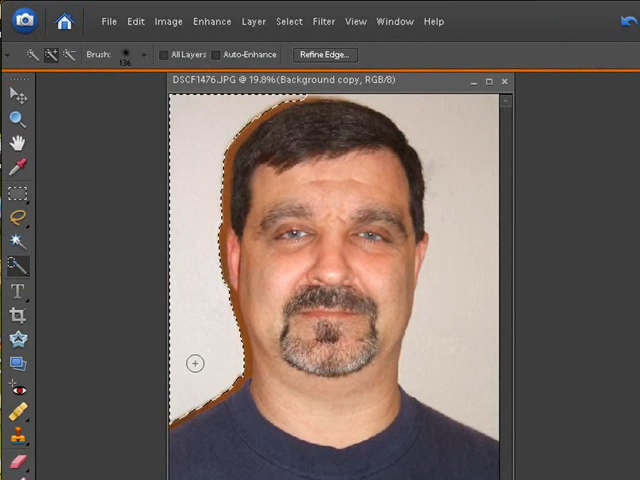 File Edit Image Enhance Layer Select Filter View Window Help
Brush: 136 All Layers Auto-Enhance Refine Edge...
DSCF1476.JPG @ 19.8%(Background copy, RGB/8)
T